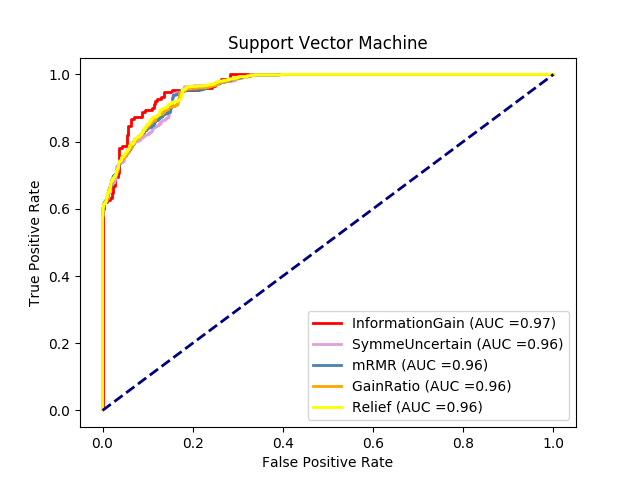 Support Vector Machine
True Positive Rate
1.0
0.8
0.6
0.4
0.2
0.0
InformationGain (AUC =0.97)
SymmeUncertain (AUC =0.96)
mRMR (AUC =0.96)
GainRatio (AUC =0.96)
Relief (AUC =0.96)
0.0 0.2 0.4 0.6 0.8 1.0
False Positive Rate